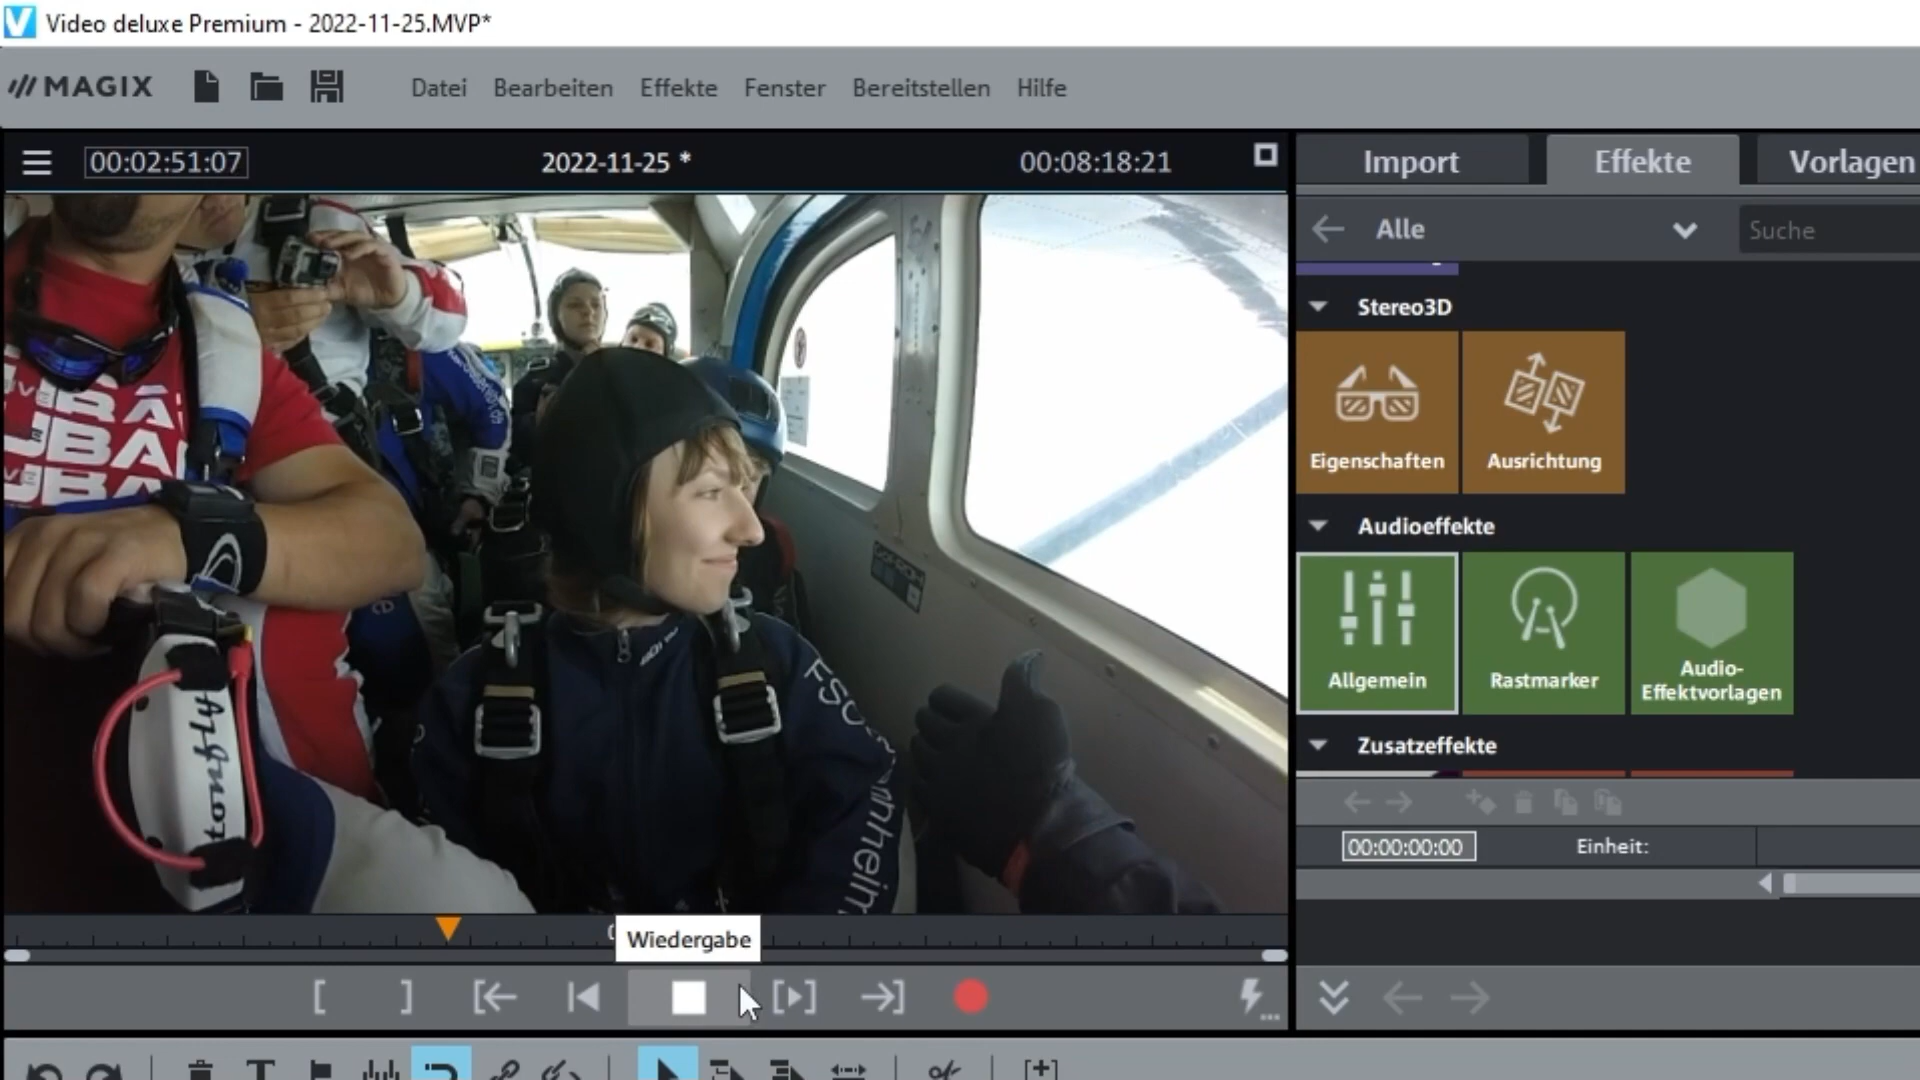 Video deluxe Premium - 2022-11-25.MVP*
MAGIX Datei Bearbeiten Effekte Fenster Bereitstellen Hilfe
00:02:51:07 2022-11-25 * 00:08:18:21
Import Effekte Vorlagen
Alle Suche
Stereo3D
Eigenschaften Ausrichtung
Audioeffekte
Allgemein Rastmarker Audio-
Effektvorlagen
Zusatzeffekte
00:00:00:00 Einheit:
Wiedergabe
UBA
UBA